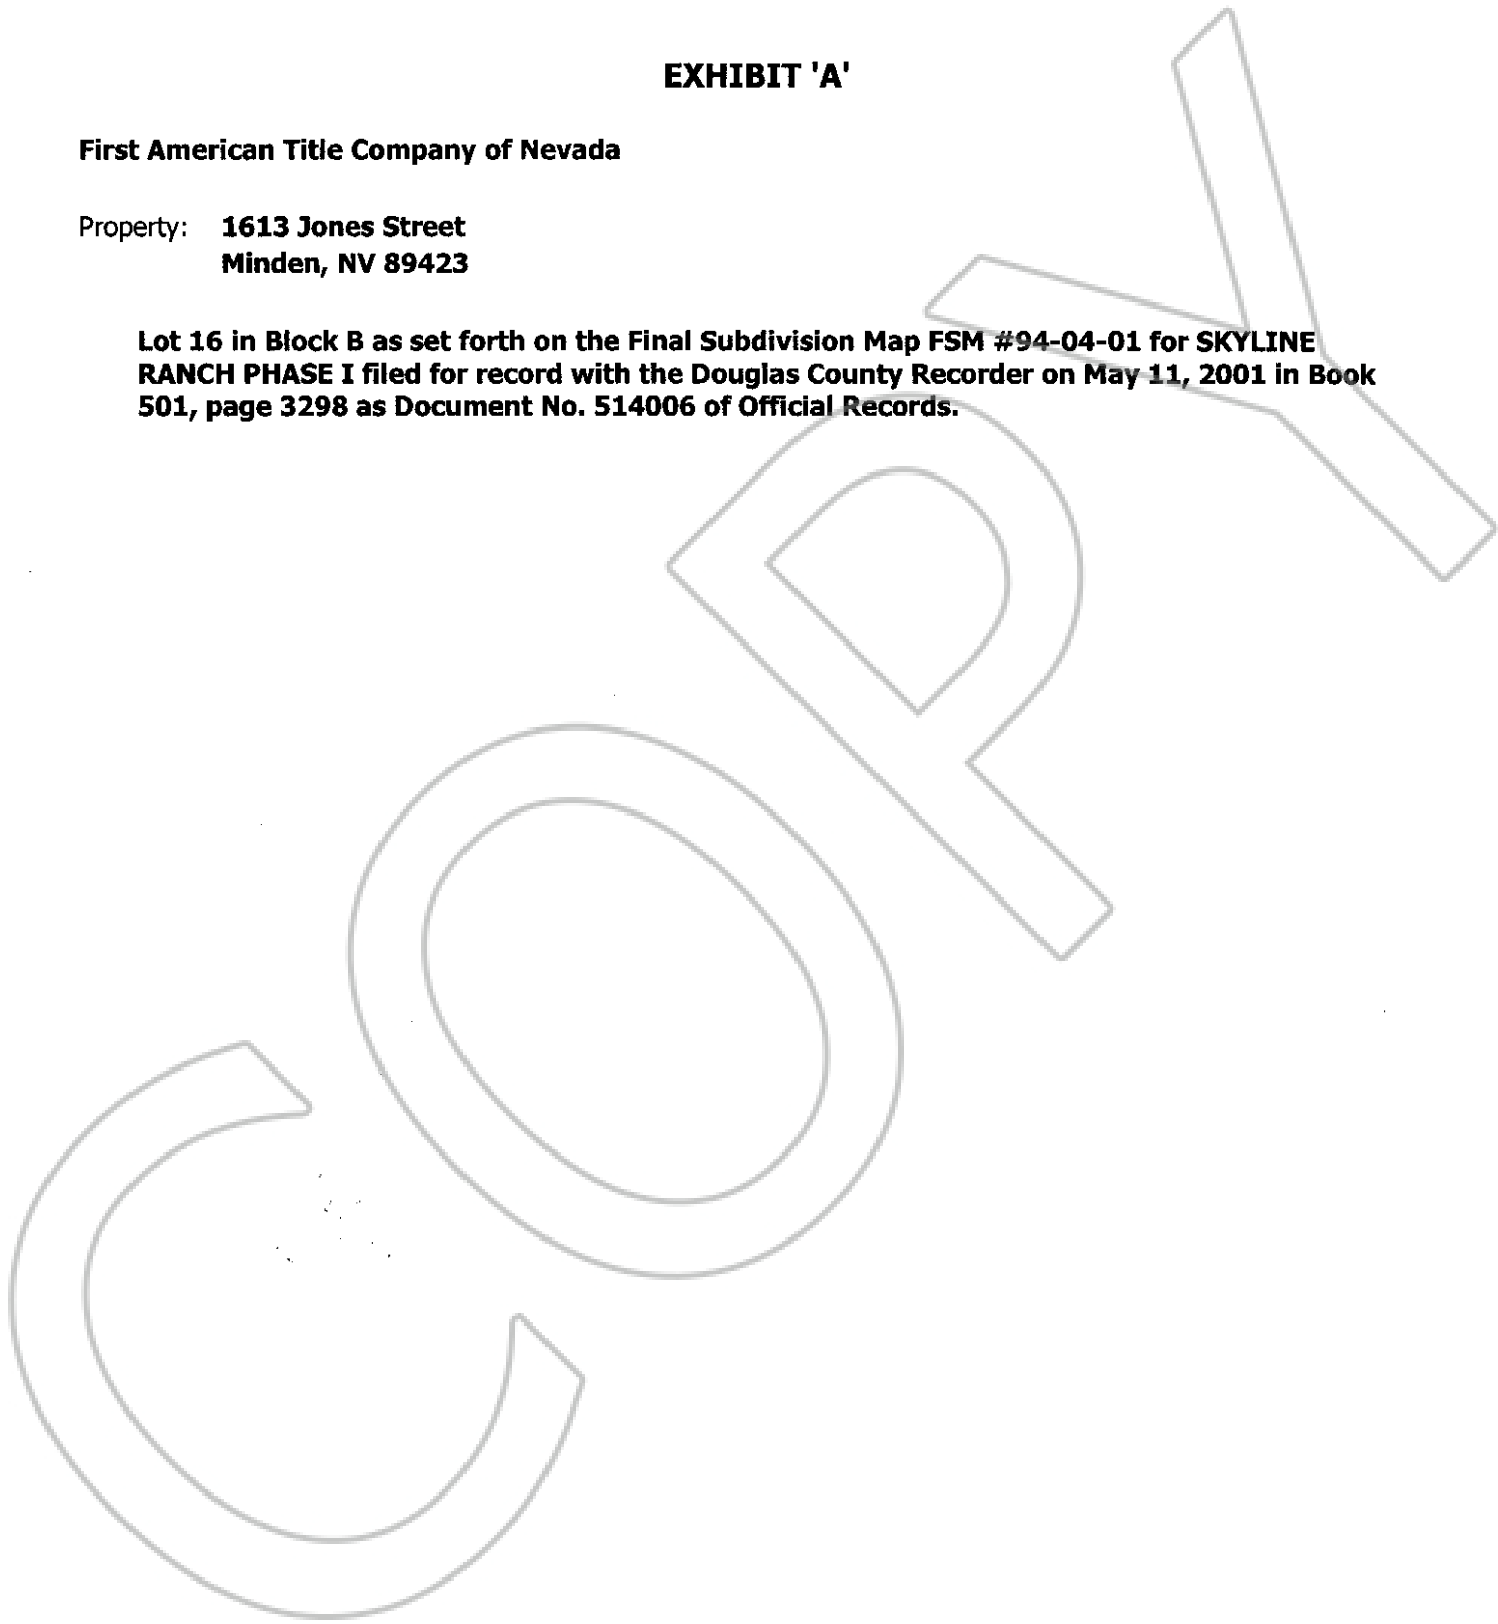 EXHIBIT 'A'
First American Title Company of Nevada
Property: 1613 Jones Street
Minden, NV 89423
Lot 16 in Block B as set forth on the Final Subdivision Map FSM #94-04-01 for SKYLINE
RANCH PHASE I filed for record with the Douglas County Recorder on May 11, 2001 in Book
501, page 3298 as Document No. 514006 of Official Records.
COPY